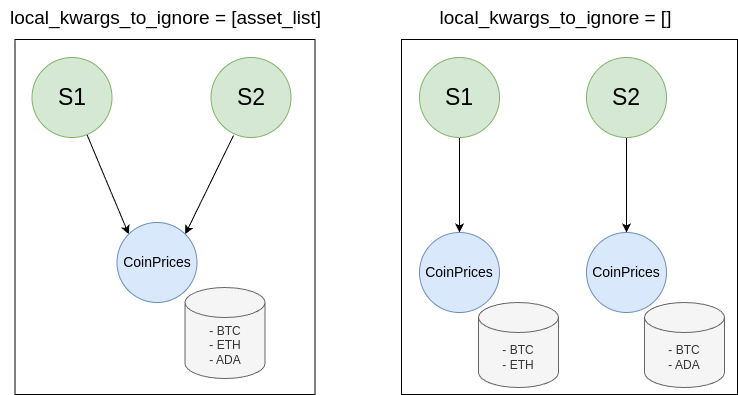 local_kwargs_to_ignore = [asset_list]
S1
S2
CoinPrices
- BTC
- ETH
- ADA
local_kwargs_to_ignore = []
S1
S2
CoinPrices
CoinPrices
- BTC
- ETH
- BTC
- ADA